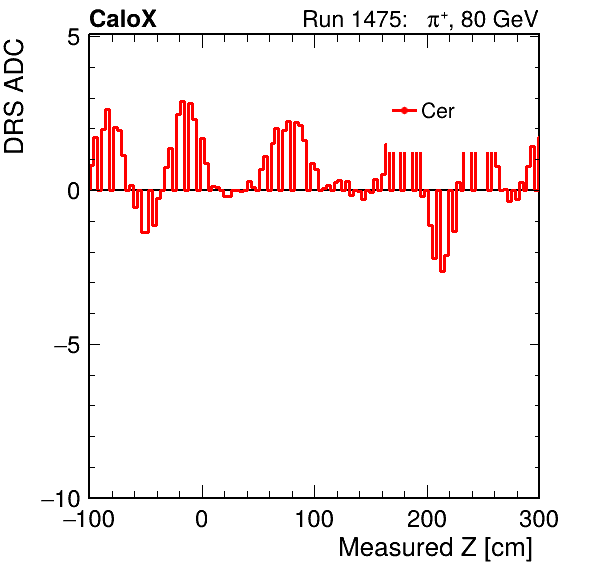 CaloX Run 1475: π⁺, 80 GeV
DRS ADC
5
0
−5
−10
Cer
−100 0 100 200 300
Measured Z [cm]